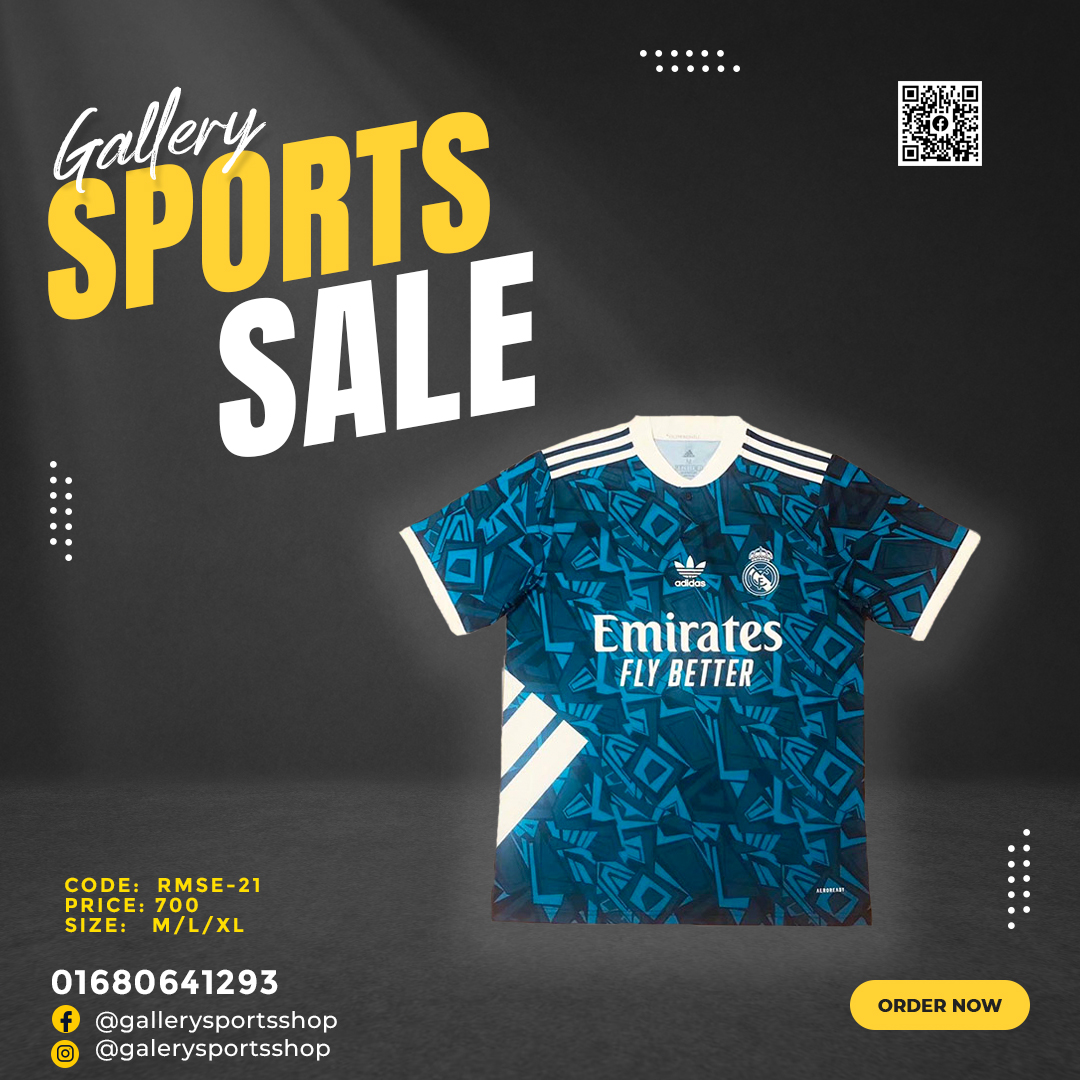 Gallery
SPORTS
SALE
adidas
Emirates
FLY BETTER
AEROREADY
CODE: RMSE-21
PRICE: 700
SIZE: M/L/XL
01680641293
@gallerysportsshop
@galerysportsshop
ORDER NOW